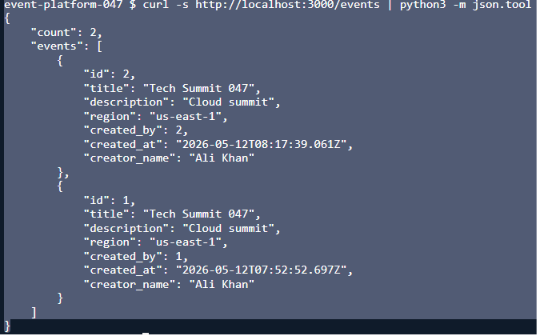 event-platform-047 $ curl -s http://localhost:3000/events | python3 -m json.tool
{
    "count": 2,
    "events": [
        {
            "id": 2,
            "title": "Tech Summit 047",
            "description": "Cloud summit",
            "region": "us-east-1",
            "created_by": 2,
            "created_at": "2026-05-12T08:17:39.061Z",
            "creator_name": "Ali Khan"
        },
        {
            "id": 1,
            "title": "Tech Summit 047",
            "description": "Cloud summit",
            "region": "us-east-1",
            "created_by": 1,
            "created_at": "2026-05-12T07:52:52.697Z",
            "creator_name": "Ali Khan"
        }
    ]
}